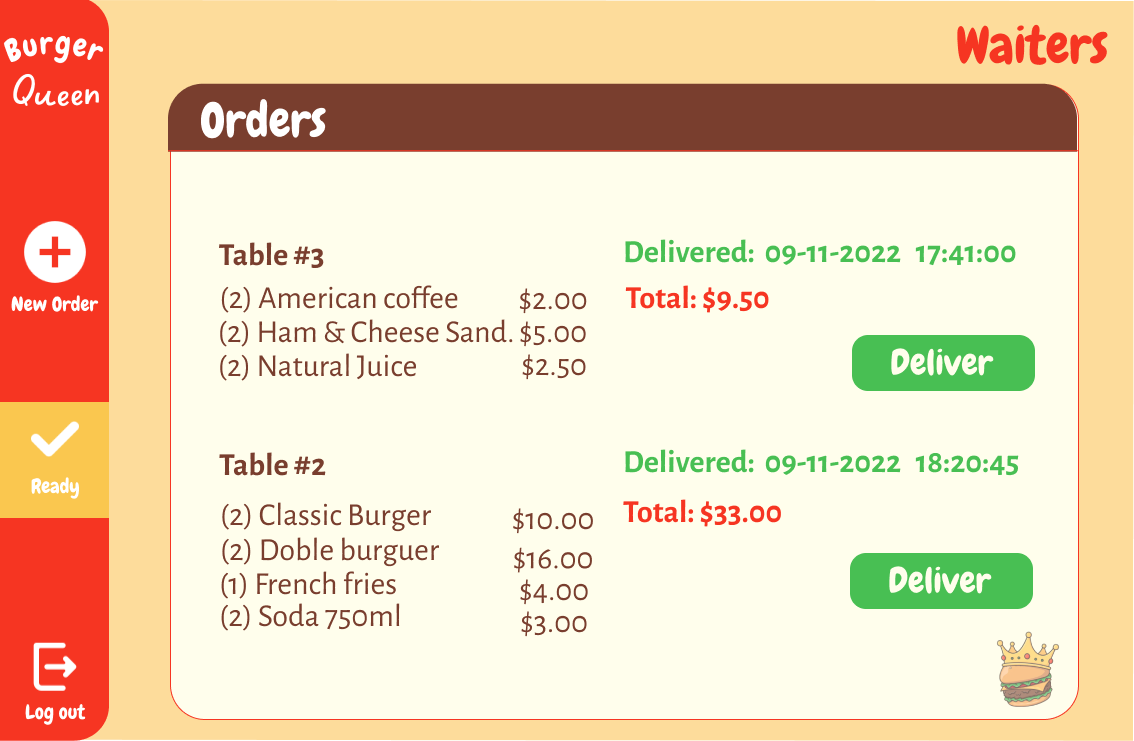 Burger
Queen
Waiters
Orders
New Order
Ready
Log out
Table #3
Delivered: 09-11-2022 17:41:00
(2) American coffee $2.00
Total: $9.50
(2) Ham & Cheese Sand. $5.00
(2) Natural Juice $2.50
Deliver
Table #2
Delivered: 09-11-2022 18:20:45
(2) Classic Burger $10.00
Total: $33.00
(2) Doble burguer $16.00
(1) French fries $4.00
(2) Soda 750ml $3.00
Deliver